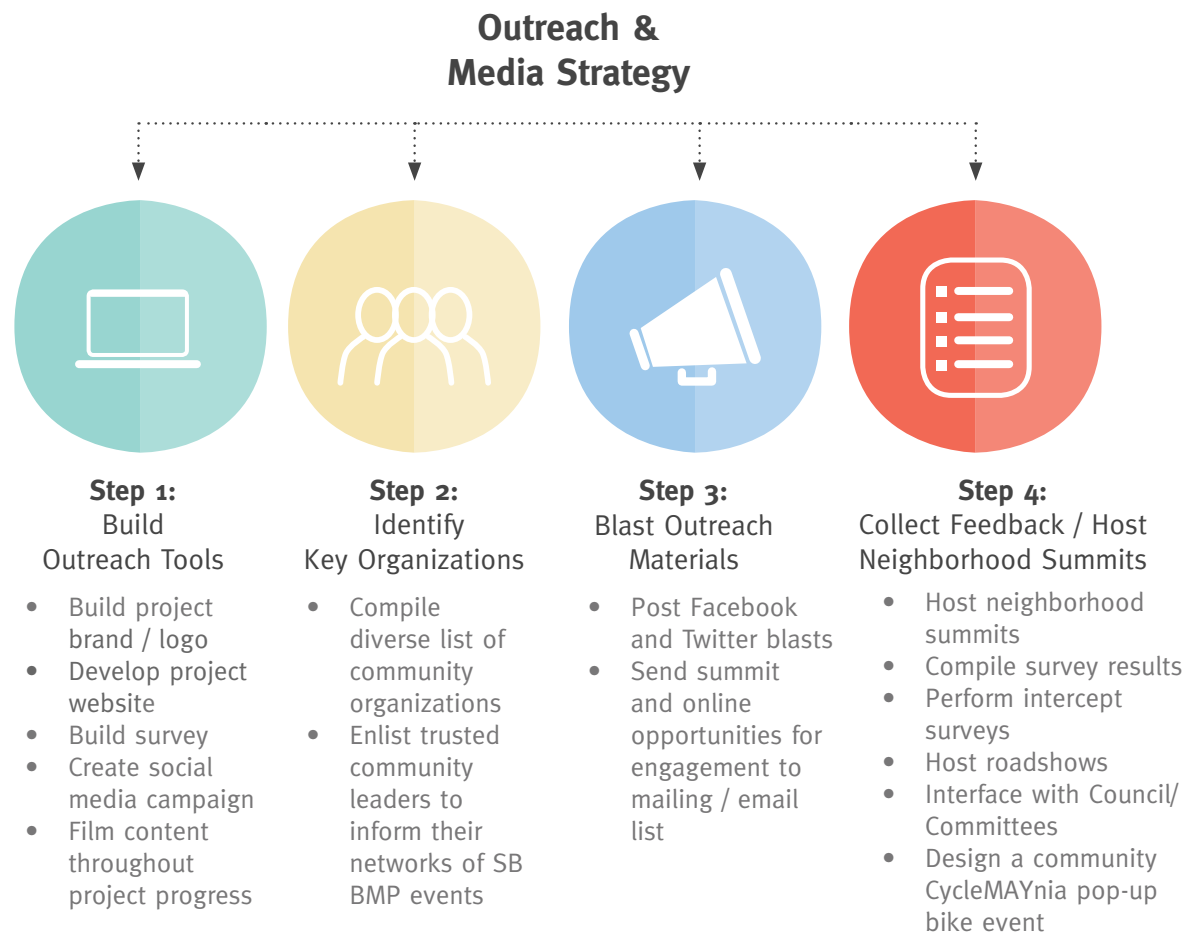 Outreach &
Media Strategy
Step 1:
Build
Outreach Tools
• Build project
brand / logo
• Develop project
website
• Build survey
• Create social
media campaign
• Film content
throughout
project progress
Step 2:
Identify
Key Organizations
• Compile
diverse list of
community
organizations
• Enlist trusted
community
leaders to
inform their
networks of SB
BMP events
Step 3:
Blast Outreach
Materials
• Post Facebook
and Twitter blasts
• Send summit
and online
opportunities for
engagement to
mailing / email
list
Step 4:
Collect Feedback / Host
Neighborhood Summits
• Host neighborhood
summits
• Compile survey results
• Perform intercept
surveys
• Host roadshows
• Interface with Council/
Committees
• Design a community
CycleMAYnia pop-up
bike event